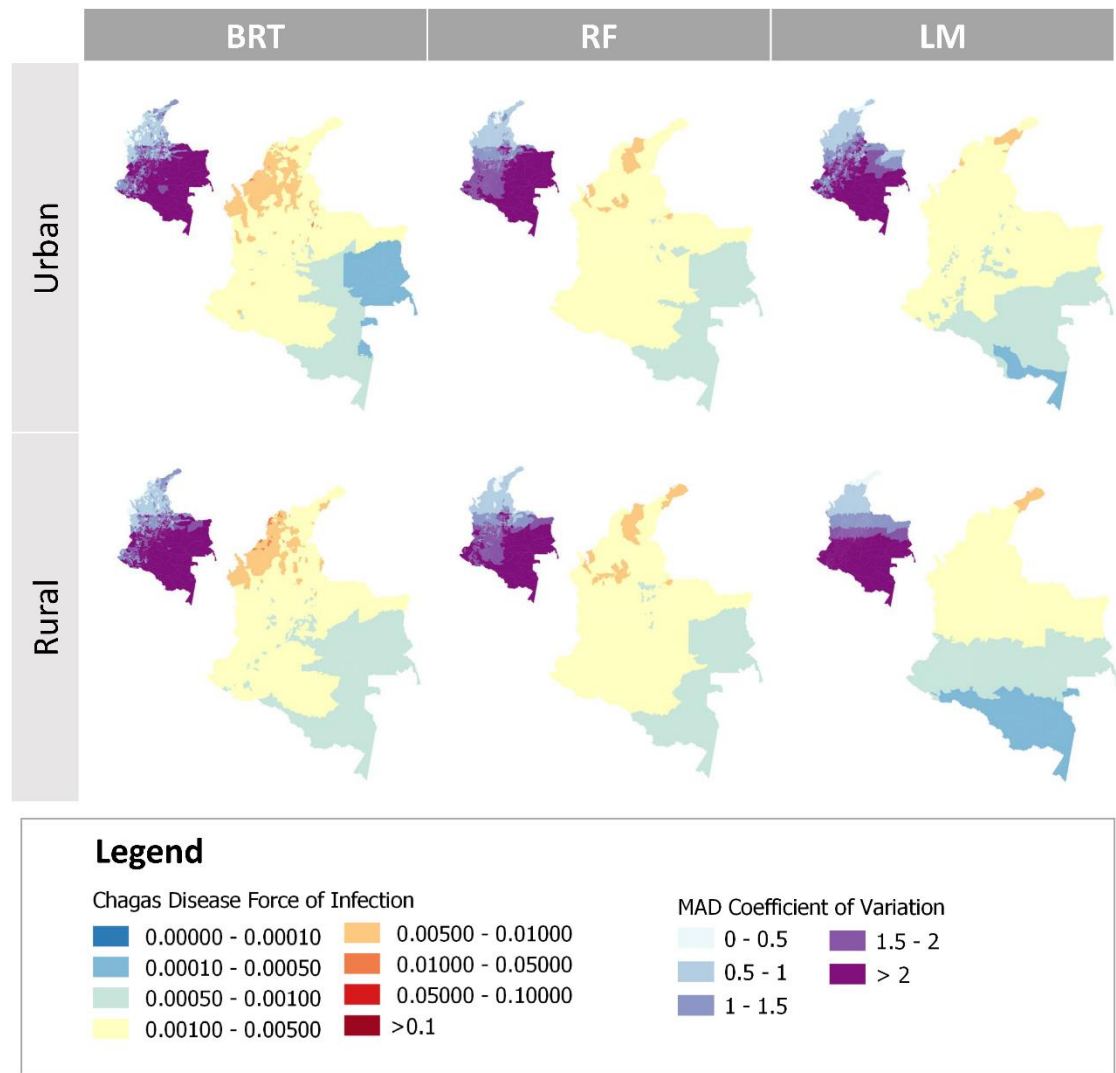 BRT RF LM
Urban
Rural
Legend
Chagas Disease Force of Infection
0.00000 - 0.00010
0.00010 - 0.00050
0.00050 - 0.00100
0.00100 - 0.00500
0.00500 - 0.01000
0.01000 - 0.05000
0.05000 - 0.10000
>0.1
MAD Coefficient of Variation
0 - 0.5
0.5 - 1
1 - 1.5
1.5 - 2
> 2